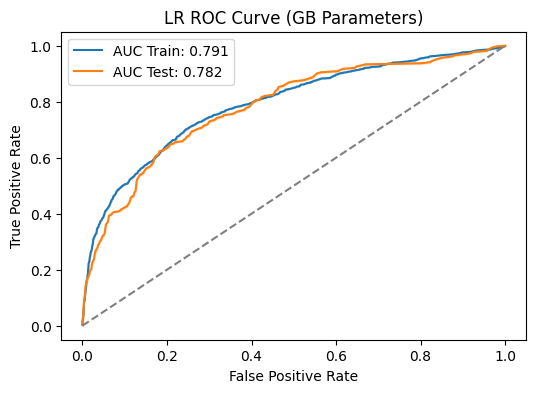 LR ROC Curve (GB Parameters)
AUC Train: 0.791
AUC Test: 0.782
True Positive Rate
1.0
0.8
0.6
0.4
0.2
0.0
0.0 0.2 0.4 0.6 0.8 1.0
False Positive Rate